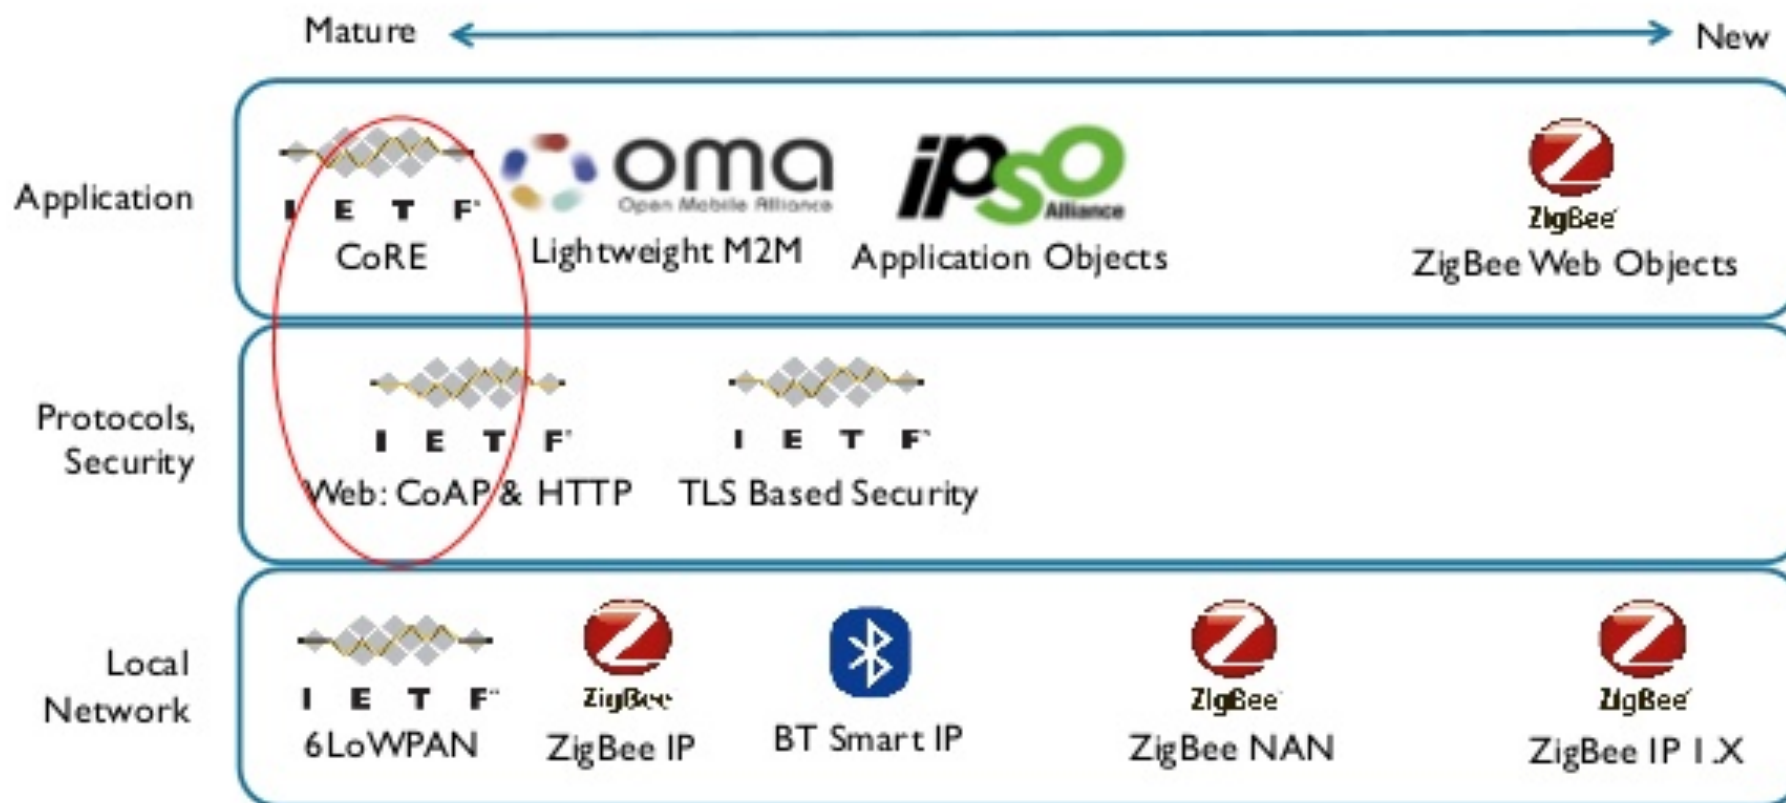 Mature
New
Application
I E T F
CoRE
oma
Open Mobile Alliance
Lightweight M2M
ipso
Alliance
Application Objects
ZigBee
ZigBee Web Objects
Protocols,
Security
I E T F
Web: CoAP & HTTP
I E T F
TLS Based Security
Local
Network
I E T F
6LoWPAN
ZigBee
ZigBee IP
BT Smart IP
ZigBee
ZigBee NAN
ZigBee
ZigBee IP 1.X